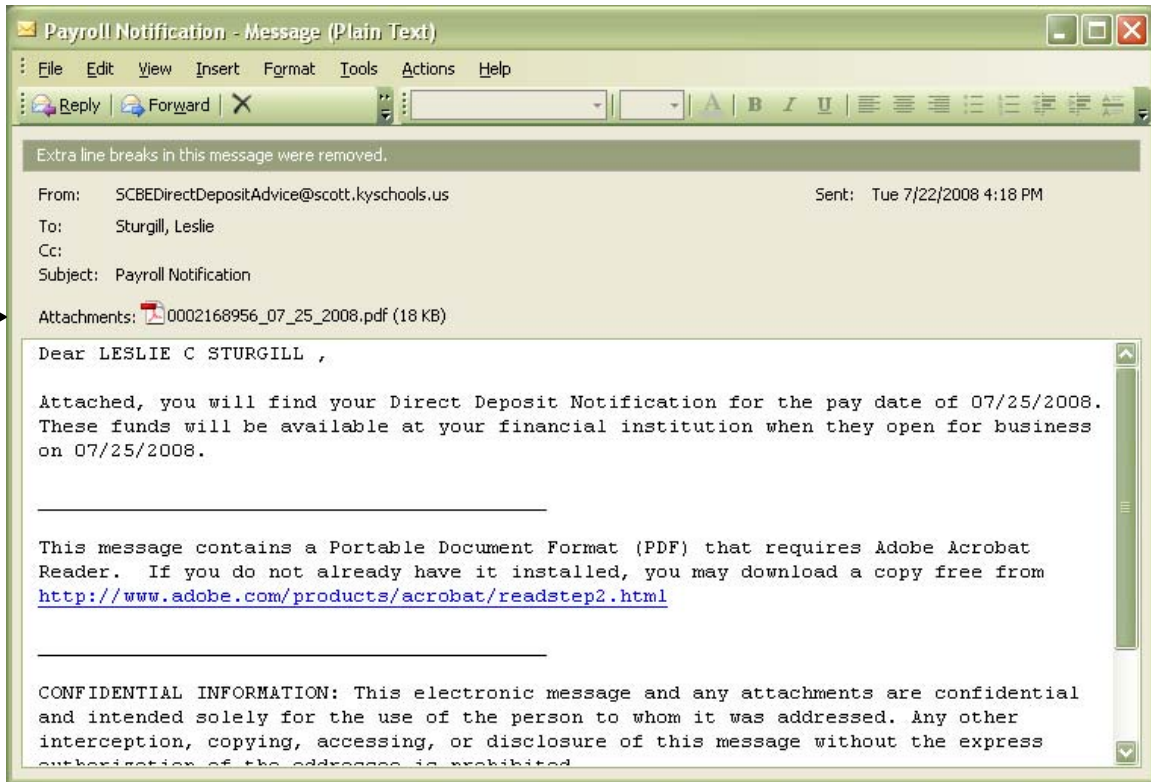 Payroll Notification - Message (Plain Text)
File Edit View Insert Format Tools Actions Help
Reply Forward A B I U
Extra line breaks in this message were removed.
From: SCBEDirectDepositAdvice@scott.kyschools.us Sent: Tue 7/22/2008 4:18 PM
To: Sturgill, Leslie
Cc:
Subject: Payroll Notification
Attachments: 0002168956_07_25_2008.pdf (18 KB)
Dear LESLIE C STURGILL ,
Attached, you will find your Direct Deposit Notification for the pay date of 07/25/2008.
These funds will be available at your financial institution when they open for business
on 07/25/2008.
This message contains a Portable Document Format (PDF) that requires Adobe Acrobat
Reader. If you do not already have it installed, you may download a copy free from
http://www.adobe.com/products/acrobat/readstep2.html
CONFIDENTIAL INFORMATION: This electronic message and any attachments are confidential
and intended solely for the use of the person to whom it was addressed. Any other
interception, copying, accessing, or disclosure of this message without the express
authorization of the addressee is prohibited